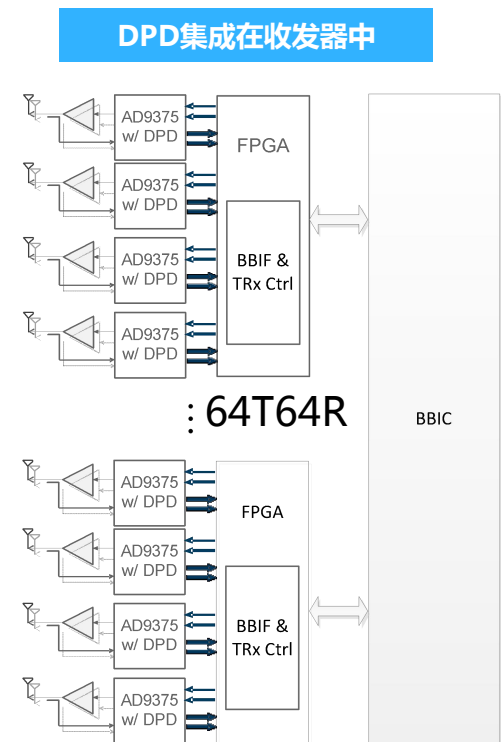 DPD集成在收发器中
AD9375
w/ DPD
FPGA
AD9375
w/ DPD
AD9375
w/ DPD
BBIF &
TRx Ctrl
AD9375
w/ DPD
64T64R
BBIC
AD9375
w/ DPD
FPGA
AD9375
w/ DPD
AD9375
w/ DPD
BBIF &
TRx Ctrl
AD9375
w/ DPD